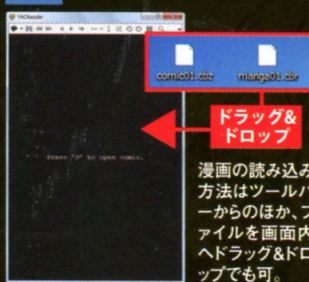 YACReader
comic01.cbz
manga01.cbr
ドラッグ&
ドロップ
Press "O" to open comic.
漫画の読み込み
方法はツールバ
ーからのほか、フ
ァイルを画面内
へドラッグ&ドロ
ップでも可。